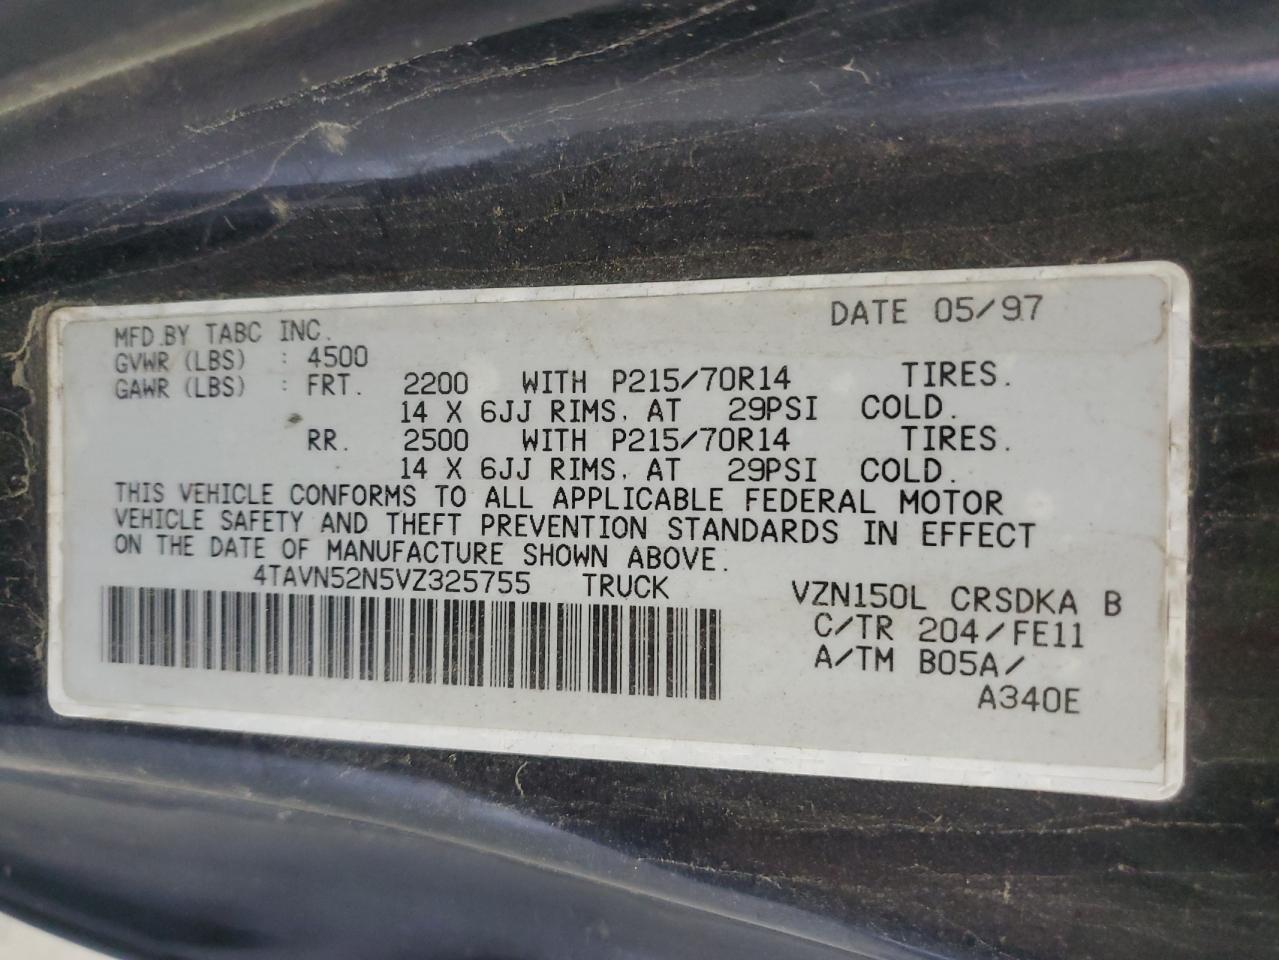 DATE 05/97
MFD.BY TABC INC.
GVWR (LBS) : 4500
GAWR (LBS) : FRT. 2200 WITH P215/70R14 TIRES.
14 X 6JJ RIMS, AT 29PSI COLD.
RR. 2500 WITH P215/70R14 TIRES.
14 X 6JJ RIMS, AT 29PSI COLD.
THIS VEHICLE CONFORMS TO ALL APPLICABLE FEDERAL MOTOR
VEHICLE SAFETY AND THEFT PREVENTION STANDARDS IN EFFECT
ON THE DATE OF MANUFACTURE SHOWN ABOVE.
4TAVN52N5VZ325755 TRUCK VZN150L CRSDKA B
C/TR 204/FE11
A/TM B05A/
A340E